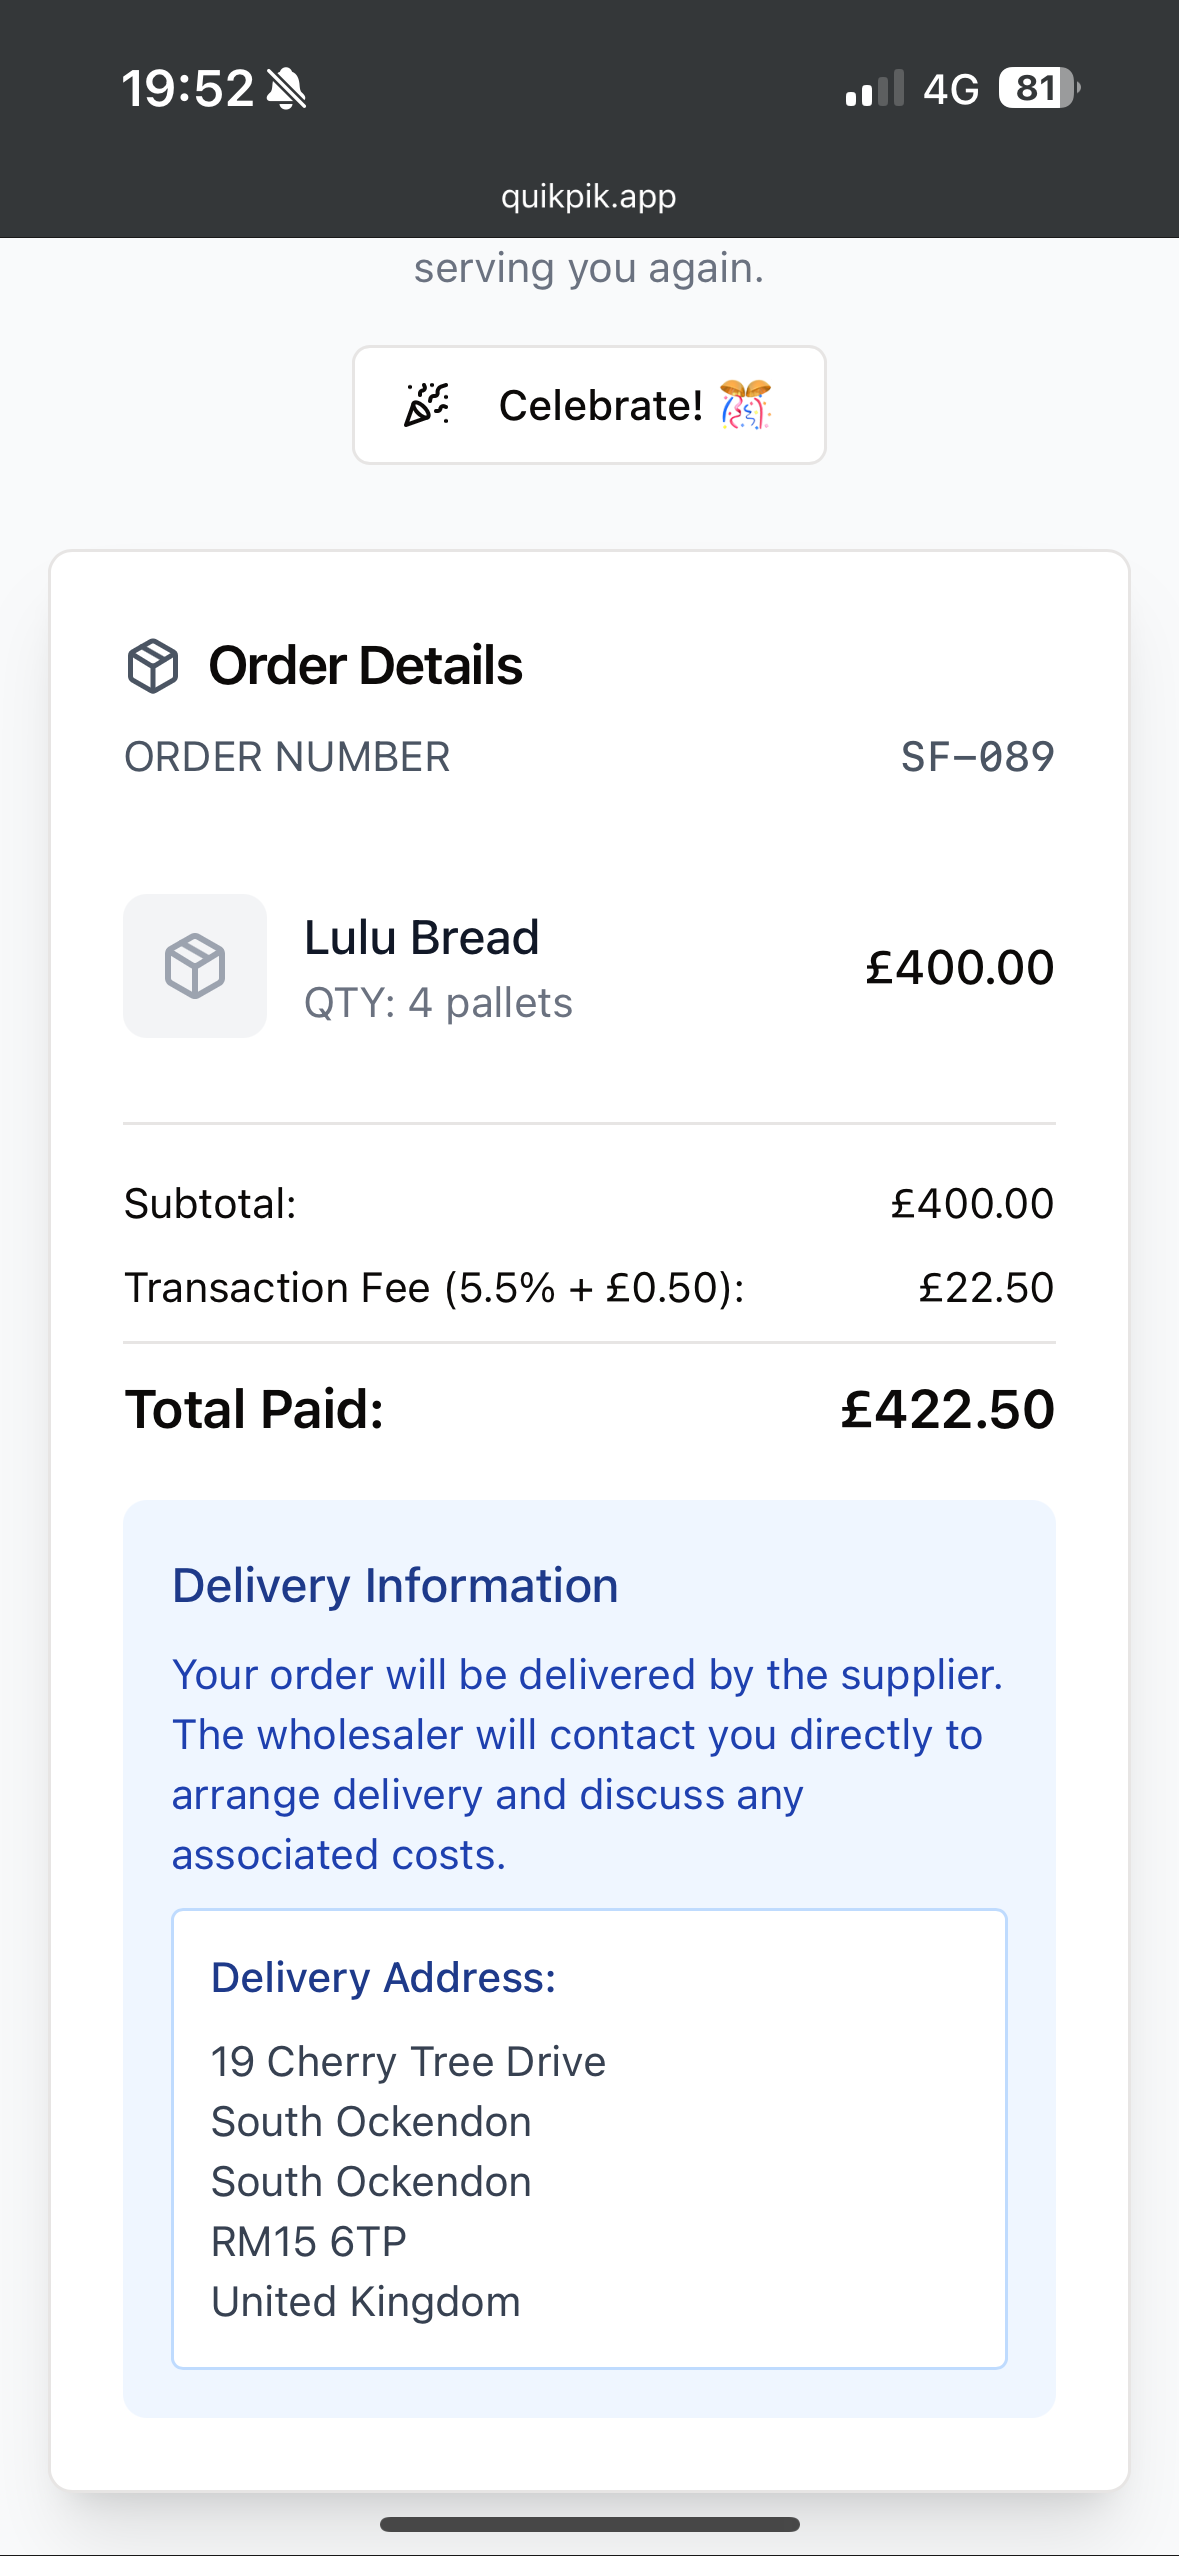 19:52
4G
81
quikpik.app
serving you again.
Celebrate! 🎊
Order Details
ORDER NUMBER SF-089
Lulu Bread
QTY: 4 pallets
£400.00
Subtotal: £400.00
Transaction Fee (5.5% + £0.50): £22.50
Total Paid: £422.50
Delivery Information
Your order will be delivered by the supplier.
The wholesaler will contact you directly to
arrange delivery and discuss any
associated costs.
Delivery Address:
19 Cherry Tree Drive
South Ockendon
South Ockendon
RM15 6TP
United Kingdom